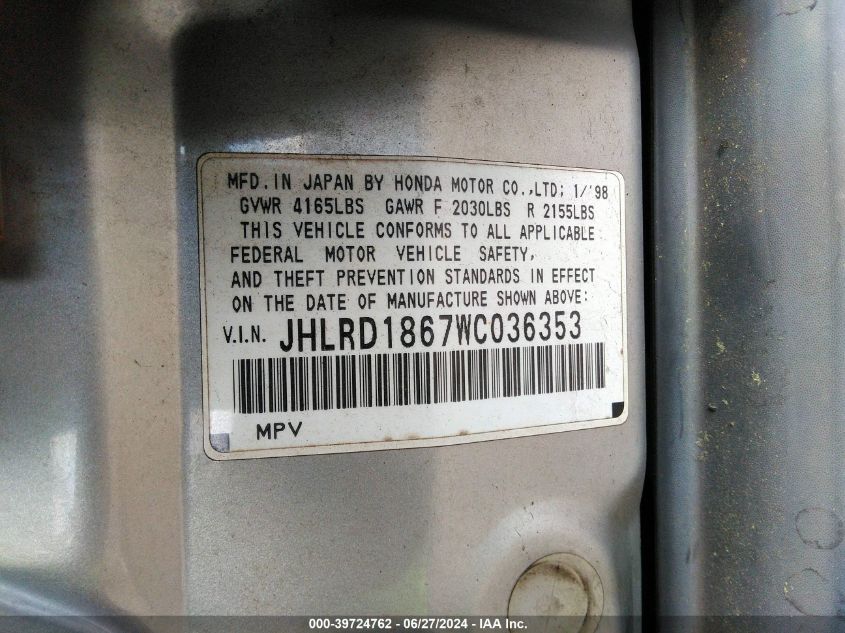 MFD. IN JAPAN BY HONDA MOTOR CO.,LTD; 1/'98
GVWR 4165LBS GAWR F 2030LBS R 2155LBS
THIS VEHICLE CONFORMS TO ALL APPLICABLE
FEDERAL MOTOR VEHICLE SAFETY,
AND THEFT PREVENTION STANDARDS IN EFFECT
ON THE DATE OF MANUFACTURE SHOWN ABOVE:
V.I.N. JHLRD1867WC036353
MPV
000-39724762 - 06/27/2024 - IAA Inc.